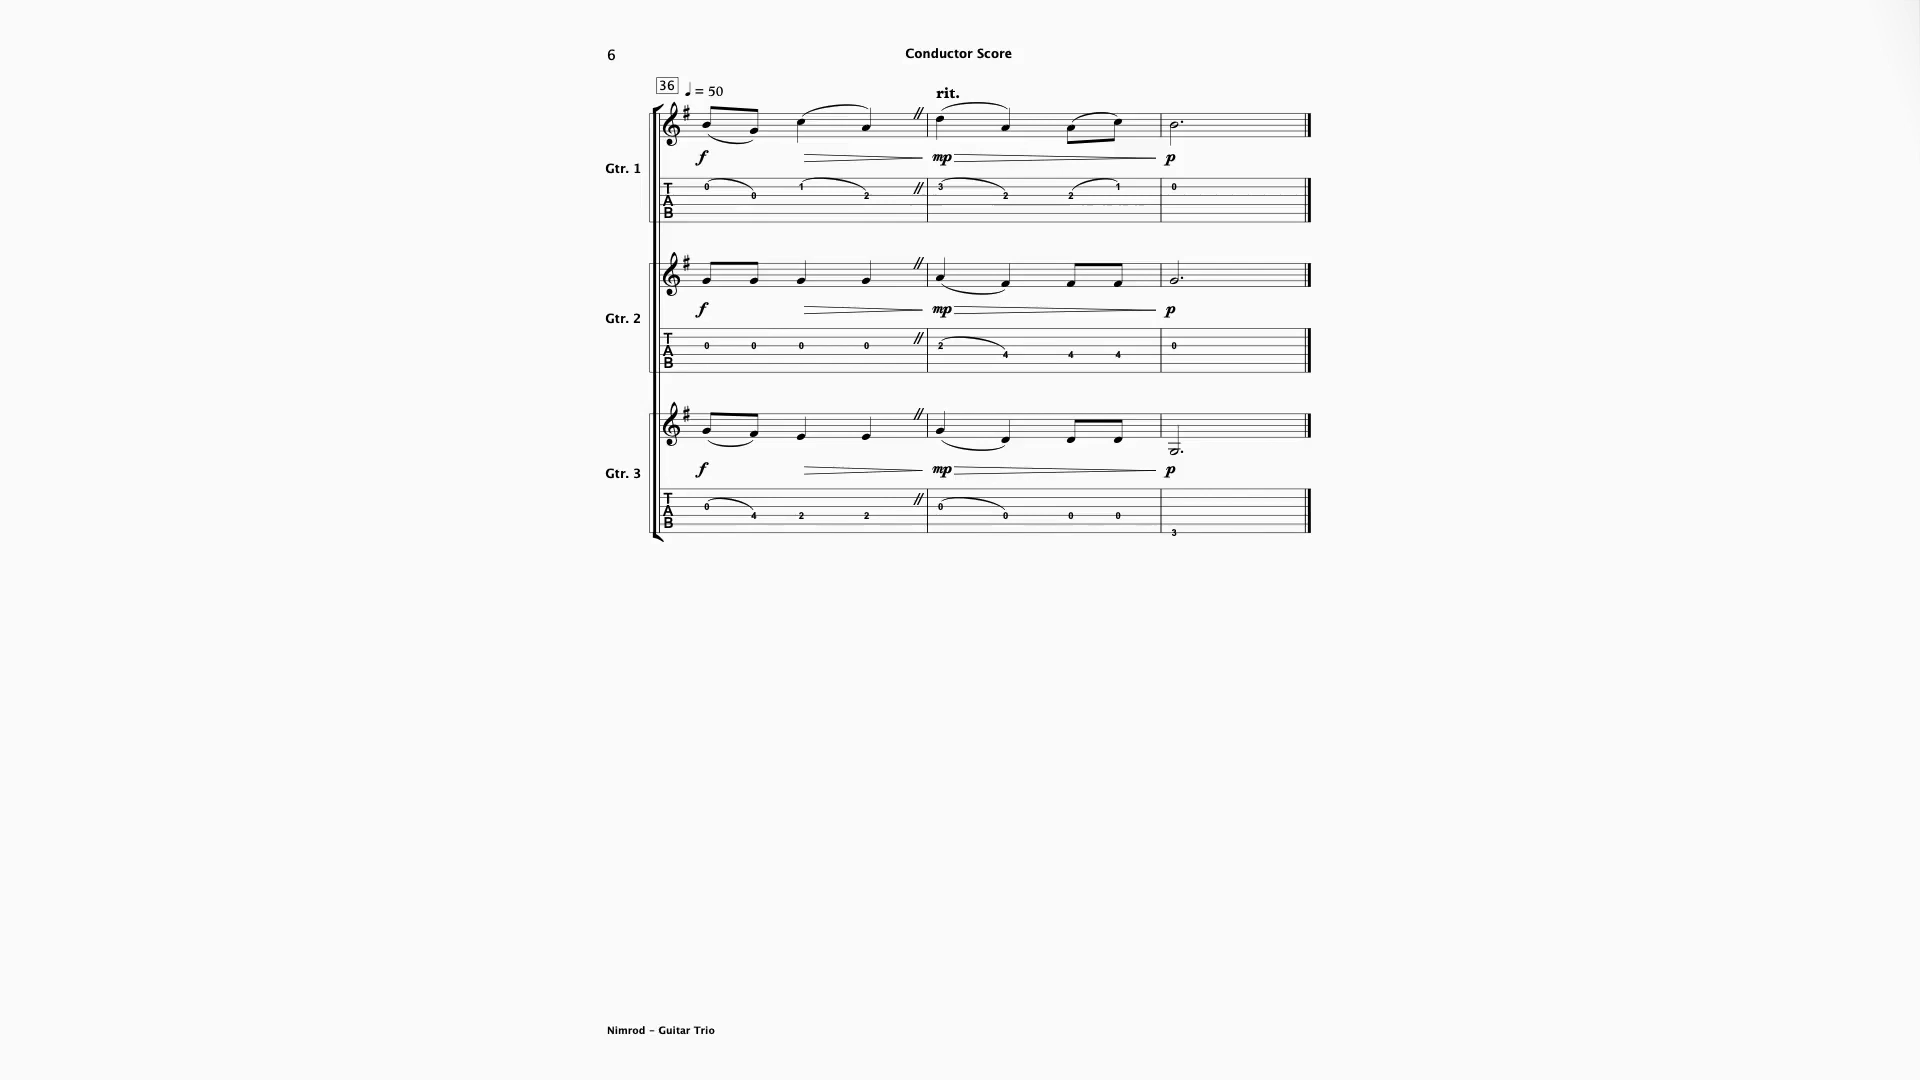 6
Conductor Score
36 ♩ = 50
rit.
f mp p
Gtr. 1
T 0 0 1 2 3 2 2 1 0
A
B
f mp p
Gtr. 2
T 0 0 0 0 2 4 4 4 0
A
B
f mp p
Gtr. 3
T 0 4 2 2 0 0 0 0 3
A
B
Nimrod – Guitar Trio